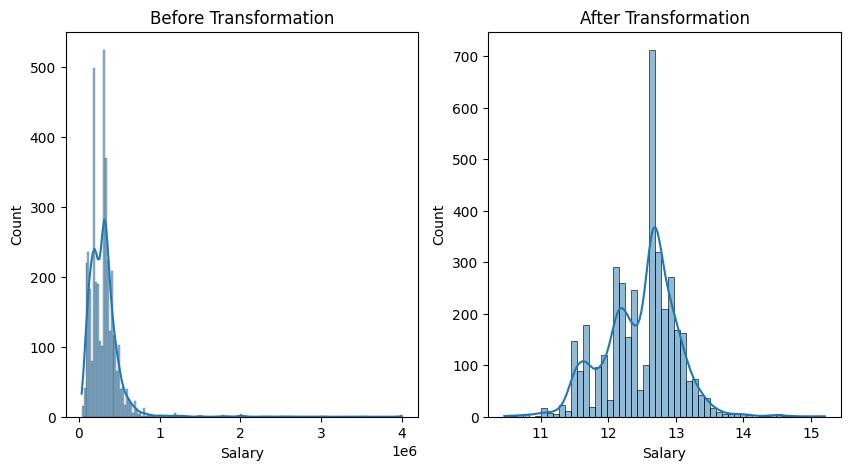 Before Transformation
500
400
300
200
100
0
Count
0 1 2 3 4
1e6
Salary
After Transformation
700
600
500
400
300
200
100
0
Count
11 12 13 14 15
Salary